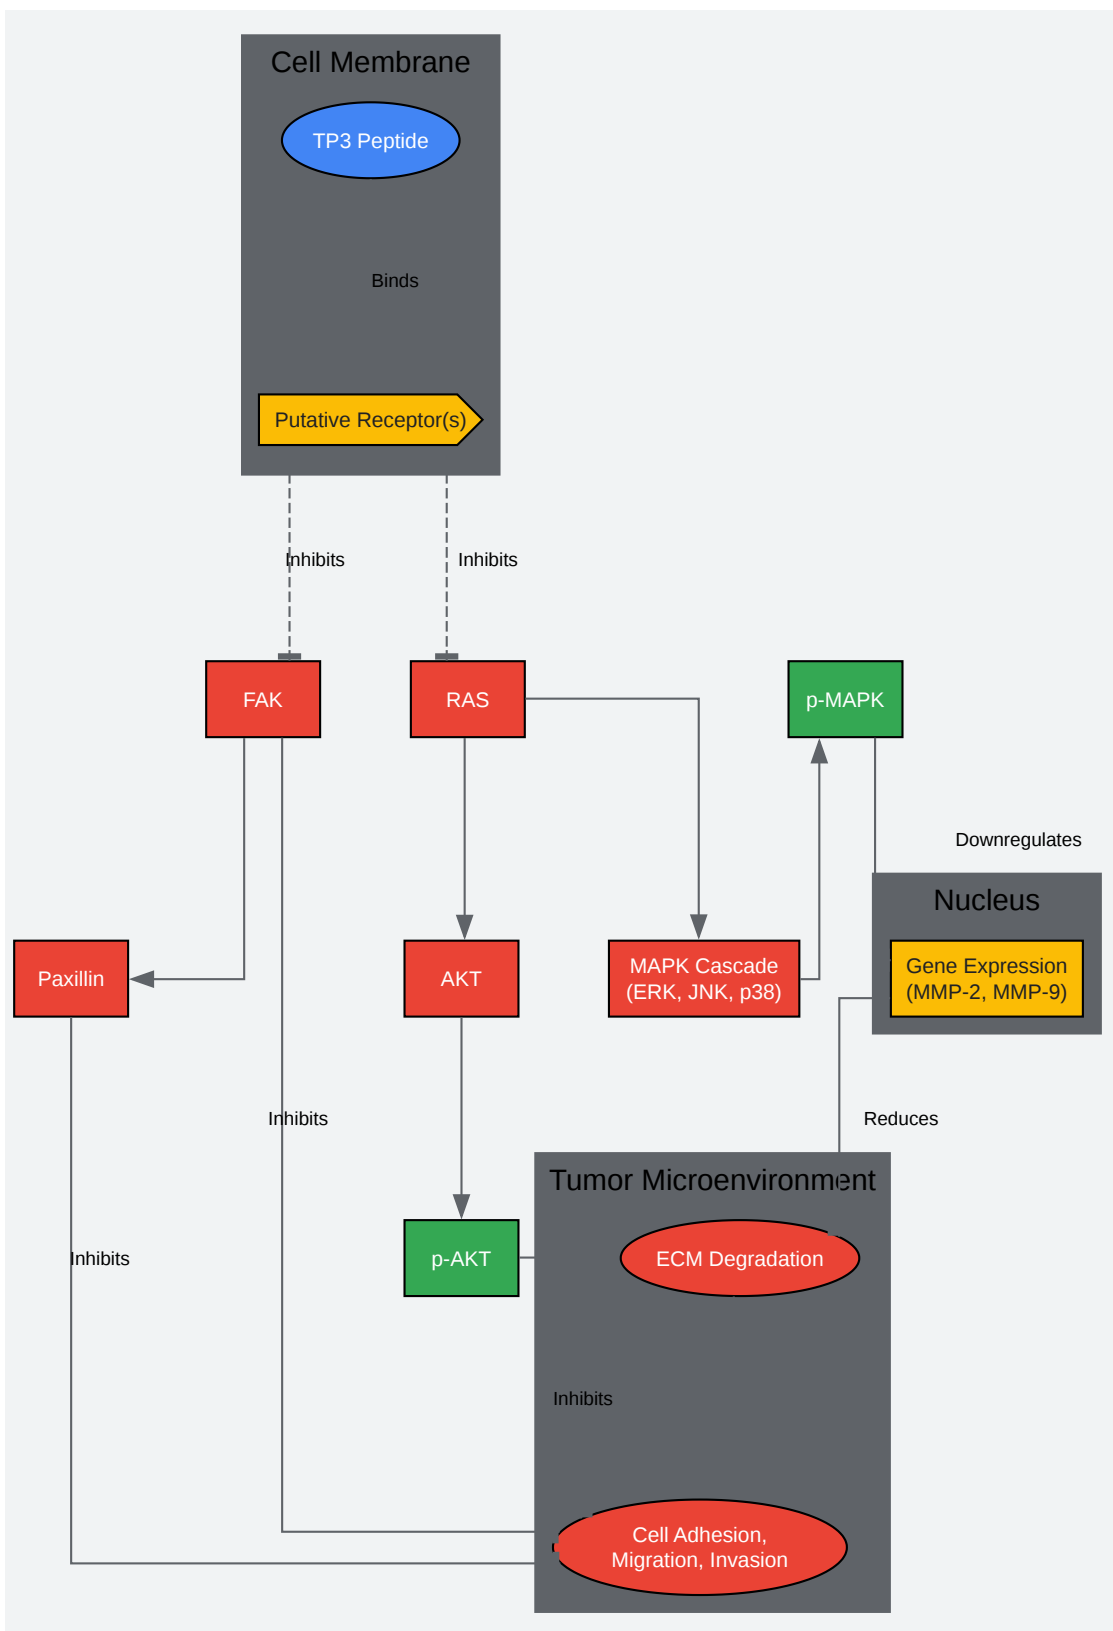 Cell Membrane
TP3 Peptide
Binds
Putative Receptor(s)
Inhibits
Inhibits
FAK
RAS
p-MAPK
Downregulates
Nucleus
Paxillin
AKT
MAPK Cascade
(ERK, JNK, p38)
Gene Expression
(MMP-2, MMP-9)
Inhibits
Reduces
Tumor Microenvironment
Inhibits
p-AKT
ECM Degradation
Inhibits
Cell Adhesion,
Migration, Invasion